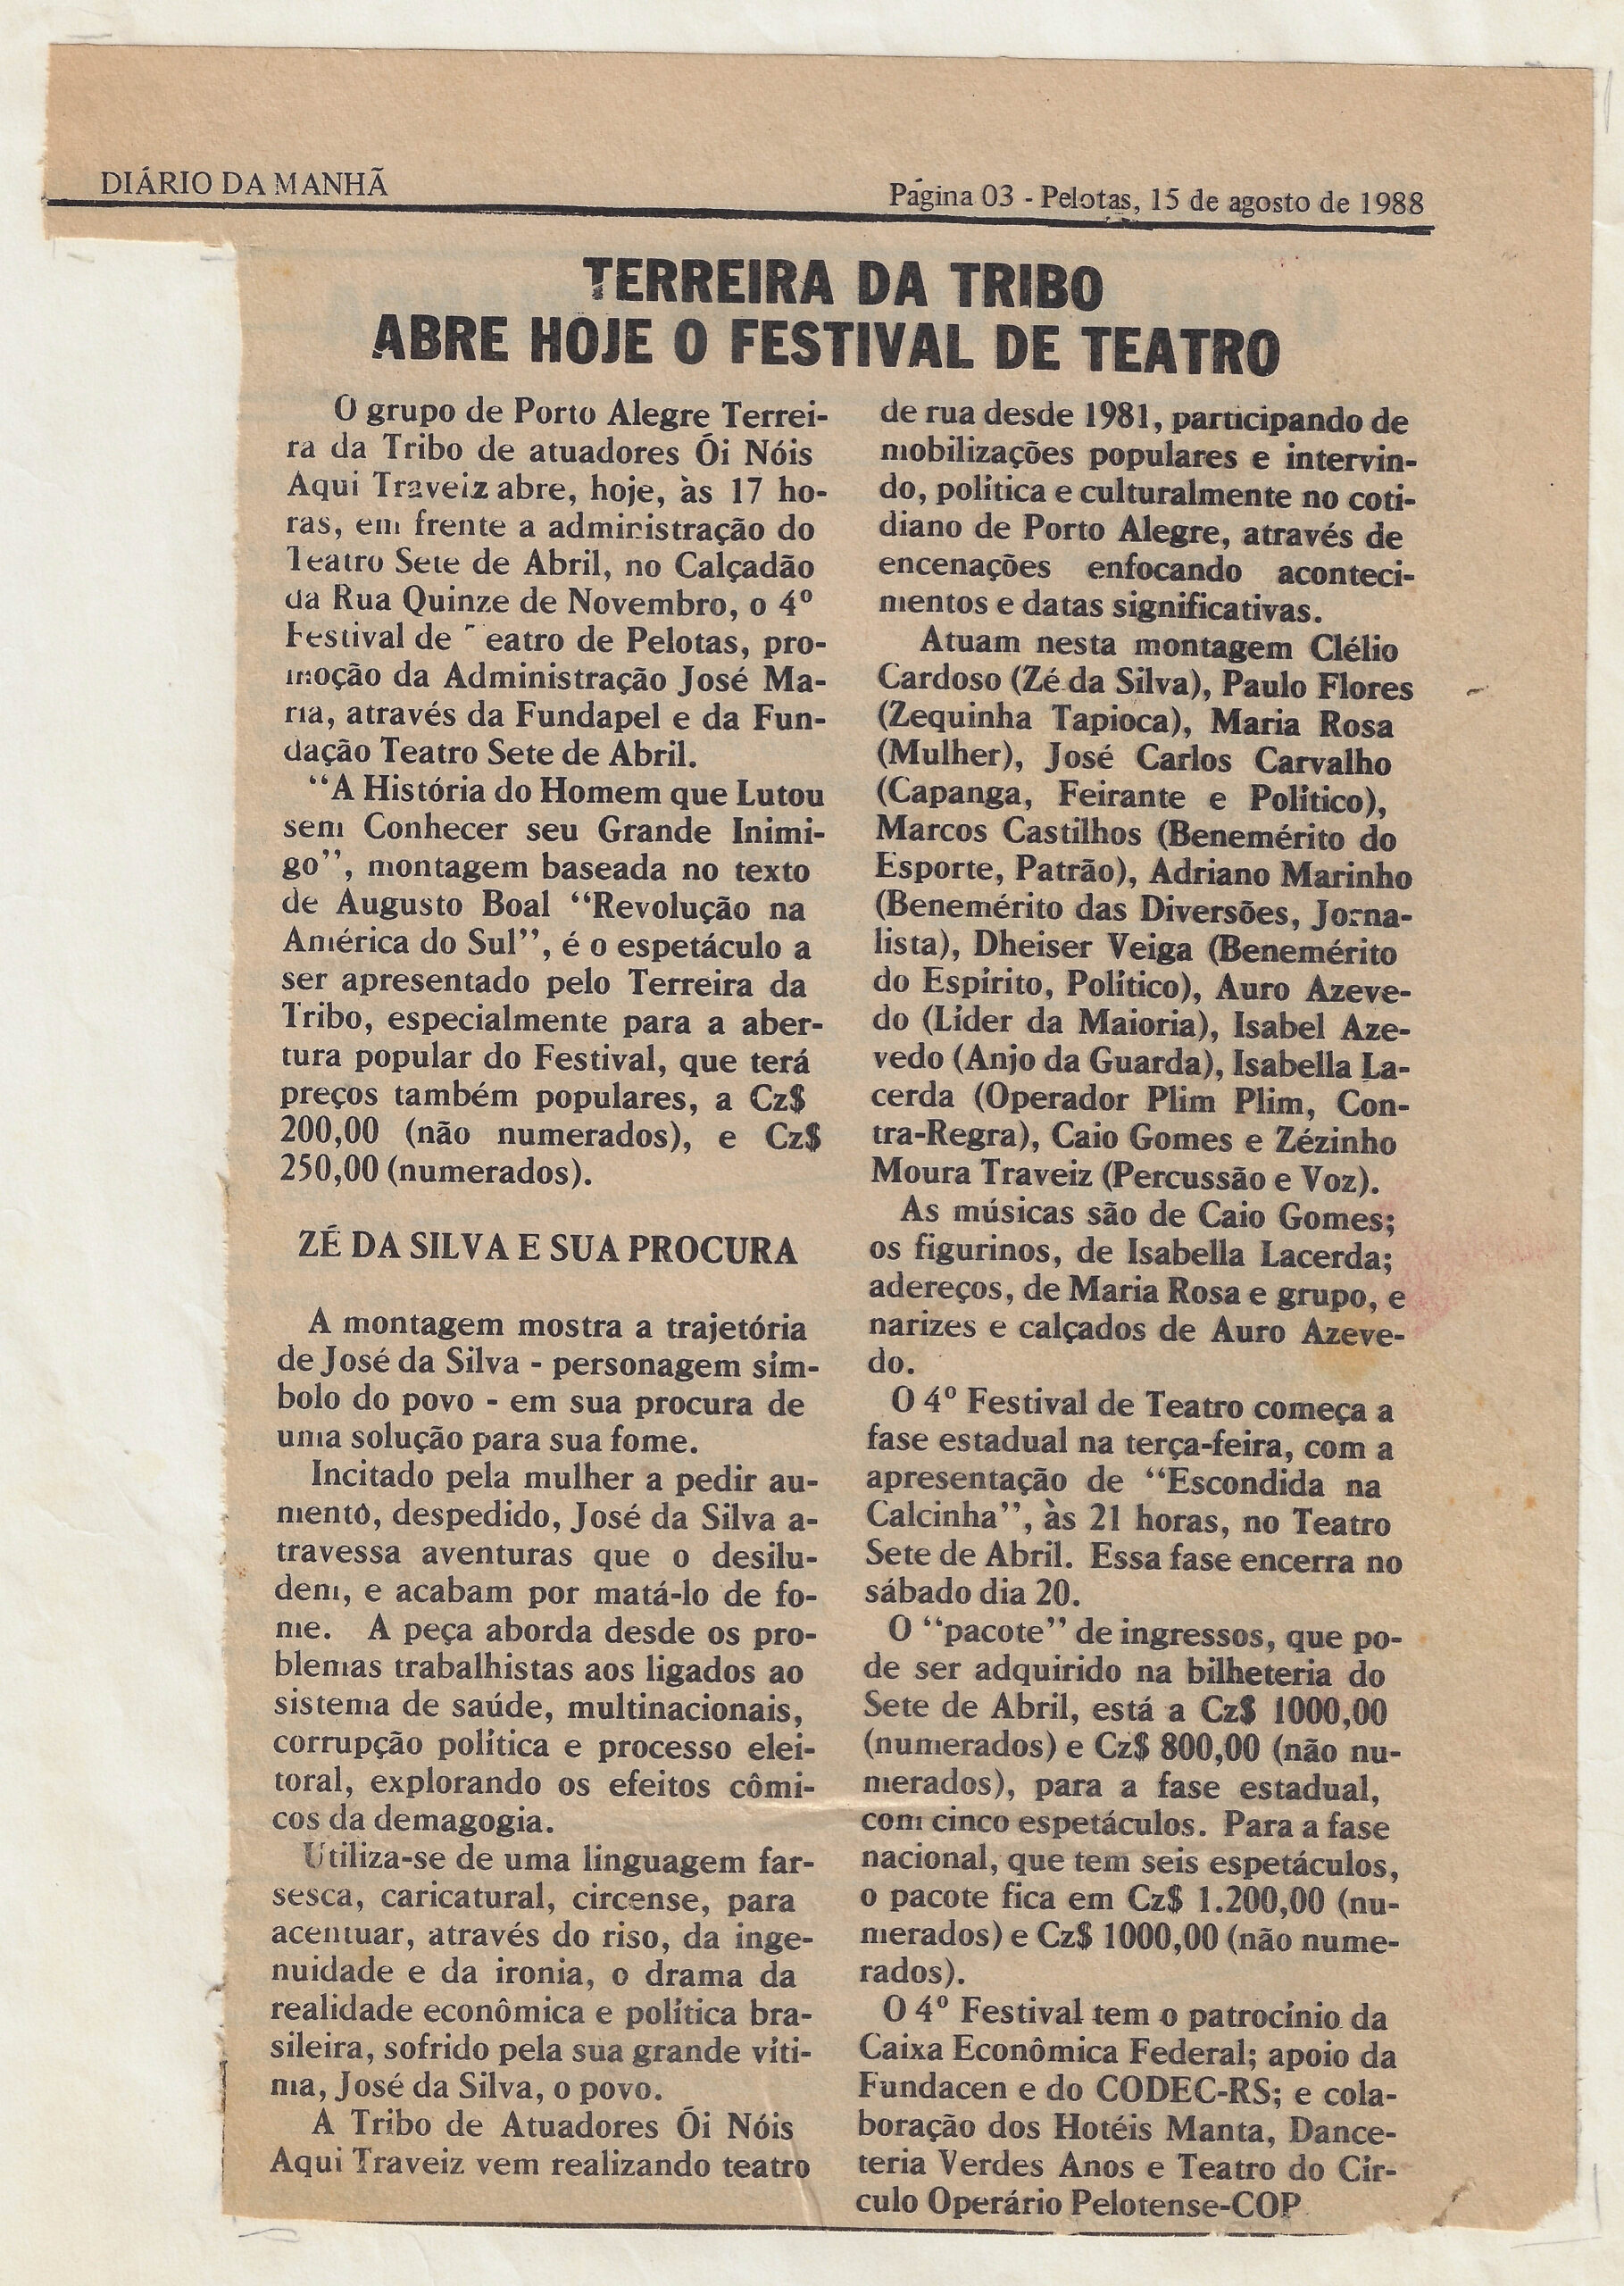 DIÁRIO DA MANHÃ
Página 03 - Pelotas, 15 de agosto de 1988
TERREIRA DA TRIBO
ABRE HOJE O FESTIVAL DE TEATRO
O grupo de Porto Alegre Terrei-
ra da Tribo de atuadores Ói Nóis
Aqui Traveiz abre, hoje, às 17 ho-
ras, em frente a administração do
Teatro Sete de Abril, no Calçadão
da Rua Quinze de Novembro, o 4º
Festival de Teatro de Pelotas, pro-
moção da Administração José Ma-
ria, através da Fundapel e da Fun-
dação Teatro Sete de Abril.
“A História do Homem que Lutou
sem Conhecer seu Grande Inimi-
go”, montagem baseada no texto
de Augusto Boal “Revolução na
América do Sul”, é o espetáculo a
ser apresentado pelo Terreira da
Tribo, especialmente para a aber-
tura popular do Festival, que terá
preços também populares, a Cz$
200,00 (não numerados), e Cz$
250,00 (numerados).
ZÉ DA SILVA E SUA PROCURA
A montagem mostra a trajetória
de José da Silva - personagem sím-
bolo do povo - em sua procura de
uma solução para sua fome.
Incitado pela mulher a pedir au-
mentô, despedido, José da Silva a-
travessa aventuras que o desilu-
dem, e acabam por matá-lo de fo-
me. A peça aborda desde os pro-
blemas trabalhistas aos ligados ao
sistema de saúde, multinacionais,
corrupção política e processo elei-
toral, explorando os efeitos cômi-
cos da demagogia.
Utiliza-se de uma linguagem far-
sesca, caricatural, circense, para
acentuar, através do riso, da inge-
nuidade e da ironia, o drama da
realidade econômica e política bra-
sileira, sofrido pela sua grande víti-
ma, José da Silva, o povo.
A Tribo de Atuadores Ói Nóis
Aqui Traveiz vem realizando teatro
de rua desde 1981, participando de
mobilizações populares e intervin-
do, política e culturalmente no coti-
diano de Porto Alegre, através de
encenações enfocando aconteci-
mentos e datas significativas.
Atuam nesta montagem Clélio
Cardoso (Zé da Silva), Paulo Flores
(Zequinha Tapioca), Maria Rosa
(Mulher), José Carlos Carvalho
(Capanga, Feirante e Político),
Marcos Castilhos (Benemérito do
Esporte, Patrão), Adriano Marinho
(Benemérito das Diversões, Jorna-
lista), Dheiser Veiga (Benemérito
do Espírito, Político), Auro Azeve-
do (Líder da Maioria), Isabel Aze-
vedo (Anjo da Guarda), Isabella La-
cerda (Operador Plim Plim, Con-
tra-Regra), Caio Gomes e Zézinho
Moura Traveiz (Percussão e Voz).
As músicas são de Caio Gomes;
os figurinos, de Isabella Lacerda;
adereços, de Maria Rosa e grupo, e
narizes e calçados de Auro Azeve-
do.
O 4º Festival de Teatro começa a
fase estadual na terça-feira, com a
apresentação de “Escondida na
Calcinha”, às 21 horas, no Teatro
Sete de Abril. Essa fase encerra no
sábado dia 20.
O “pacote” de ingressos, que po-
de ser adquirido na bilheteria do
Sete de Abril, está a Cz$ 1000,00
(numerados) e Cz$ 800,00 (não nu-
merados), para a fase estadual,
com cinco espetáculos. Para a fase
nacional, que tem seis espetáculos,
o pacote fica em Cz$ 1.200,00 (nu-
merados) e Cz$ 1000,00 (não nume-
rados).
O 4º Festival tem o patrocínio da
Caixa Econômica Federal; apoio da
Fundacen e do CODEC-RS; e cola-
boração dos Hotéis Manta, Dance-
teria Verdes Anos e Teatro do Cír-
culo Operário Pelotense-COP